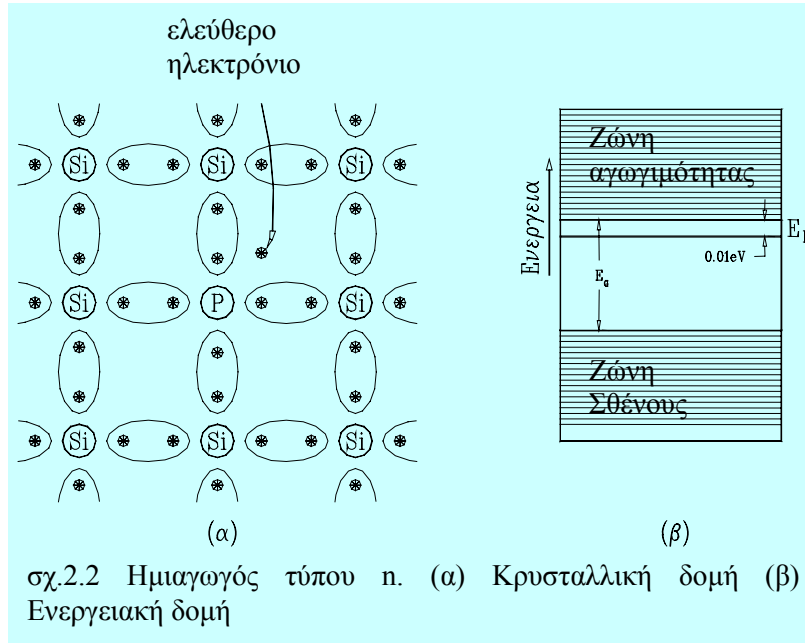 ελεύθερο
ηλεκτρόνιο
Si Si Si
Si P Si
Si Si Si
(α)
Ενεργεια
Ζώνη
αγωγιμότητας
0.01eV
E_G
Ζώνη
Σθένους
(β)
σχ.2.2 Ημιαγωγός τύπου n. (α) Κρυσταλλική δομή (β)
Ενεργειακή δομή